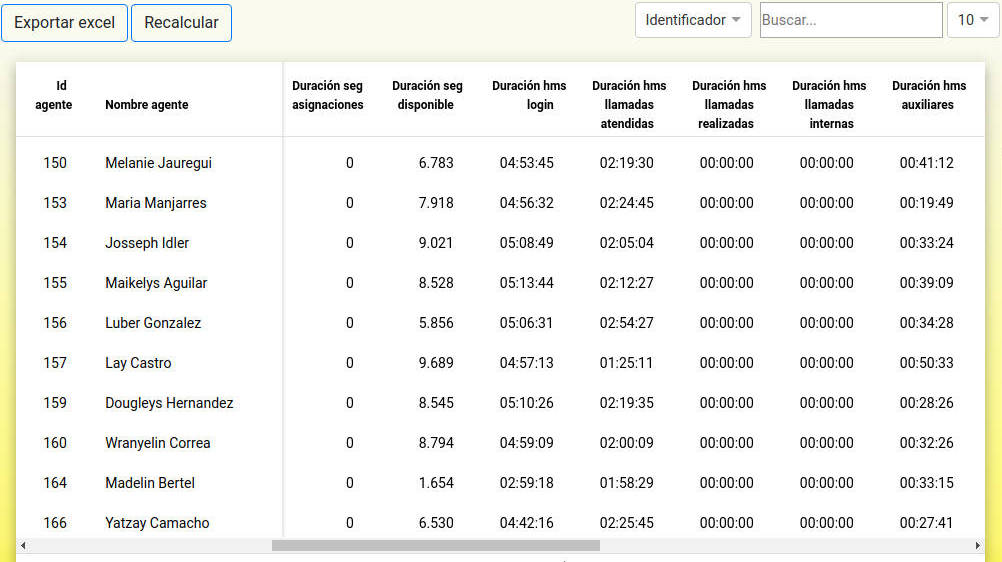 Exportar excel Recalcular Identificador Buscar... 10
Id agente Nombre agente Duración seg asignaciones Duración seg disponible Duración hms login Duración hms llamadas atendidas Duración hms llamadas realizadas Duración hms llamadas internas Duración hms auxiliares
150 Melanie Jauregui 0 6.783 04:53:45 02:19:30 00:00:00 00:00:00 00:41:12
153 Maria Manjarres 0 7.918 04:56:32 02:24:45 00:00:00 00:00:00 00:19:49
154 Josseph Idler 0 9.021 05:08:49 02:05:04 00:00:00 00:00:00 00:33:24
155 Maikelys Aguilar 0 8.528 05:13:44 02:12:27 00:00:00 00:00:00 00:39:09
156 Luber Gonzalez 0 5.856 05:06:31 02:54:27 00:00:00 00:00:00 00:34:28
157 Lay Castro 0 9.689 04:57:13 01:25:11 00:00:00 00:00:00 00:50:33
159 Dougleys Hernandez 0 8.545 05:10:26 02:19:35 00:00:00 00:00:00 00:28:26
160 Wranyelin Correa 0 8.794 04:59:09 02:00:09 00:00:00 00:00:00 00:32:26
164 Madelin Bertel 0 1.654 02:59:18 01:58:29 00:00:00 00:00:00 00:33:15
166 Yatzay Camacho 0 6.530 04:42:16 02:25:45 00:00:00 00:00:00 00:27:41